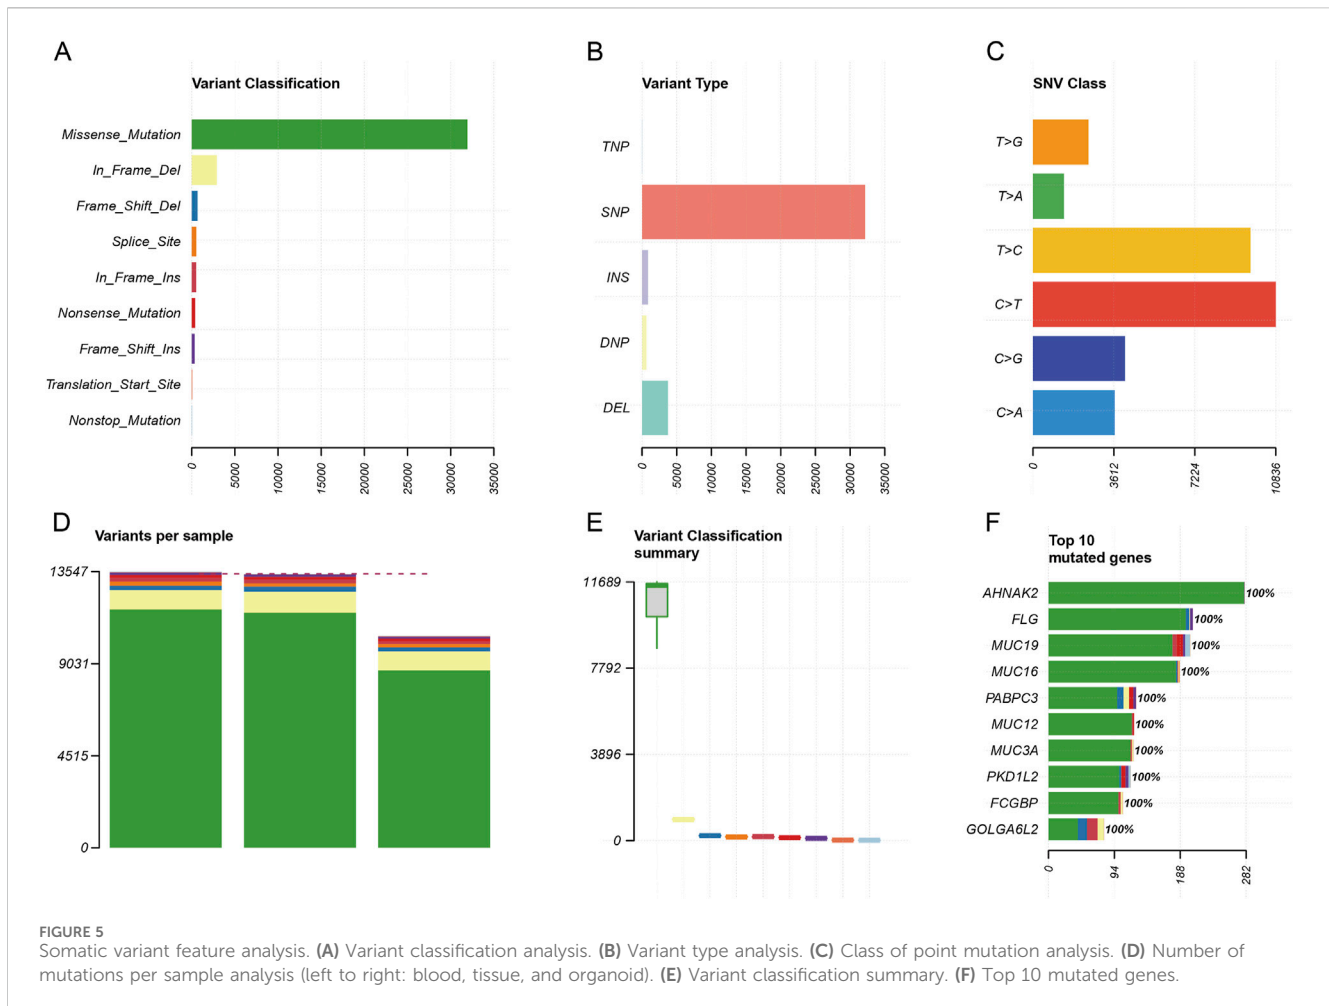 A
Variant Classification
Missense_Mutation
In_Frame_Del
Frame_Shift_Del
Splice_Site
In_Frame_Ins
Nonsense_Mutation
Frame_Shift_Ins
Translation_Start_Site
Nonstop_Mutation
0
5000
10000
15000
20000
25000
30000
35000
B
Variant Type
TNP
SNP
INS
DNP
DEL
0
5000
10000
15000
20000
25000
30000
35000
C
SNV Class
T>G
T>A
T>C
C>T
C>G
C>A
0
3612
7224
10836
D
Variants per sample
13547
9031
4515
0
E
Variant Classification
summary
11689
7792
3896
0
F
Top 10
mutated genes
AHNAK2 100%
FLG 100%
MUC19 100%
MUC16 100%
PABPC3 100%
MUC12 100%
MUC3A 100%
PKD1L2 100%
FCGBP 100%
GOLGA6L2 100%
0
94
188
282
FIGURE 5
Somatic variant feature analysis. (A) Variant classification analysis. (B) Variant type analysis. (C) Class of point mutation analysis. (D) Number of
mutations per sample analysis (left to right: blood, tissue, and organoid). (E) Variant classification summary. (F) Top 10 mutated genes.